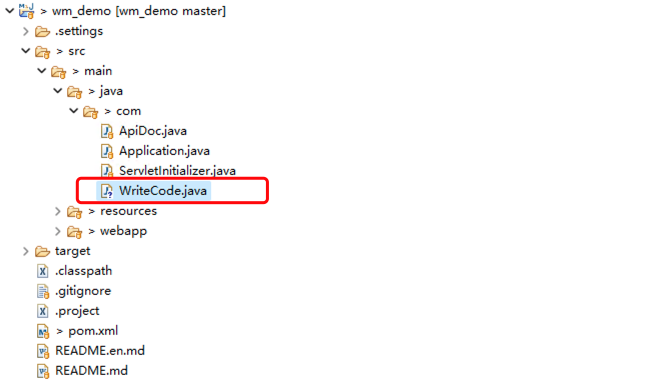 > wm_demo [wm_demo master]
.settings
> src
> main
> java
> com
ApiDoc.java
Application.java
ServletInitializer.java
WriteCode.java
> resources
> webapp
target
.classpath
.gitignore
.project
> pom.xml
README.en.md
README.md